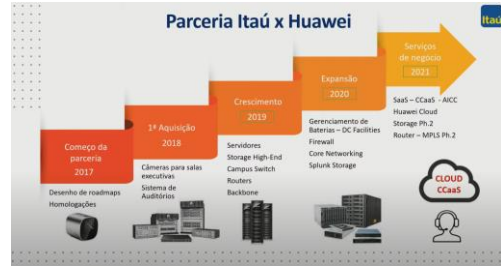 Parceria Itaú x Huawei
Itaú
Começo da
parceria
2017
Desenho de roadmaps
Homologações
1ª Aquisição
2018
Câmeras para salas
executivas
Sistema de
Auditórios
Crescimento
2019
Servidores
Storage High-End
Campus Switch
Routers
Backbone
Expansão
2020
Gerenciamento de
Baterias – DC Facilities
Firewall
Core Networking
Splunk Storage
Serviços
de negócio
2021
SaaS – CCaaS - AICC
Huawei Cloud
Storage Ph.2
Router – MPLS Ph.2
CLOUD
CCaaS